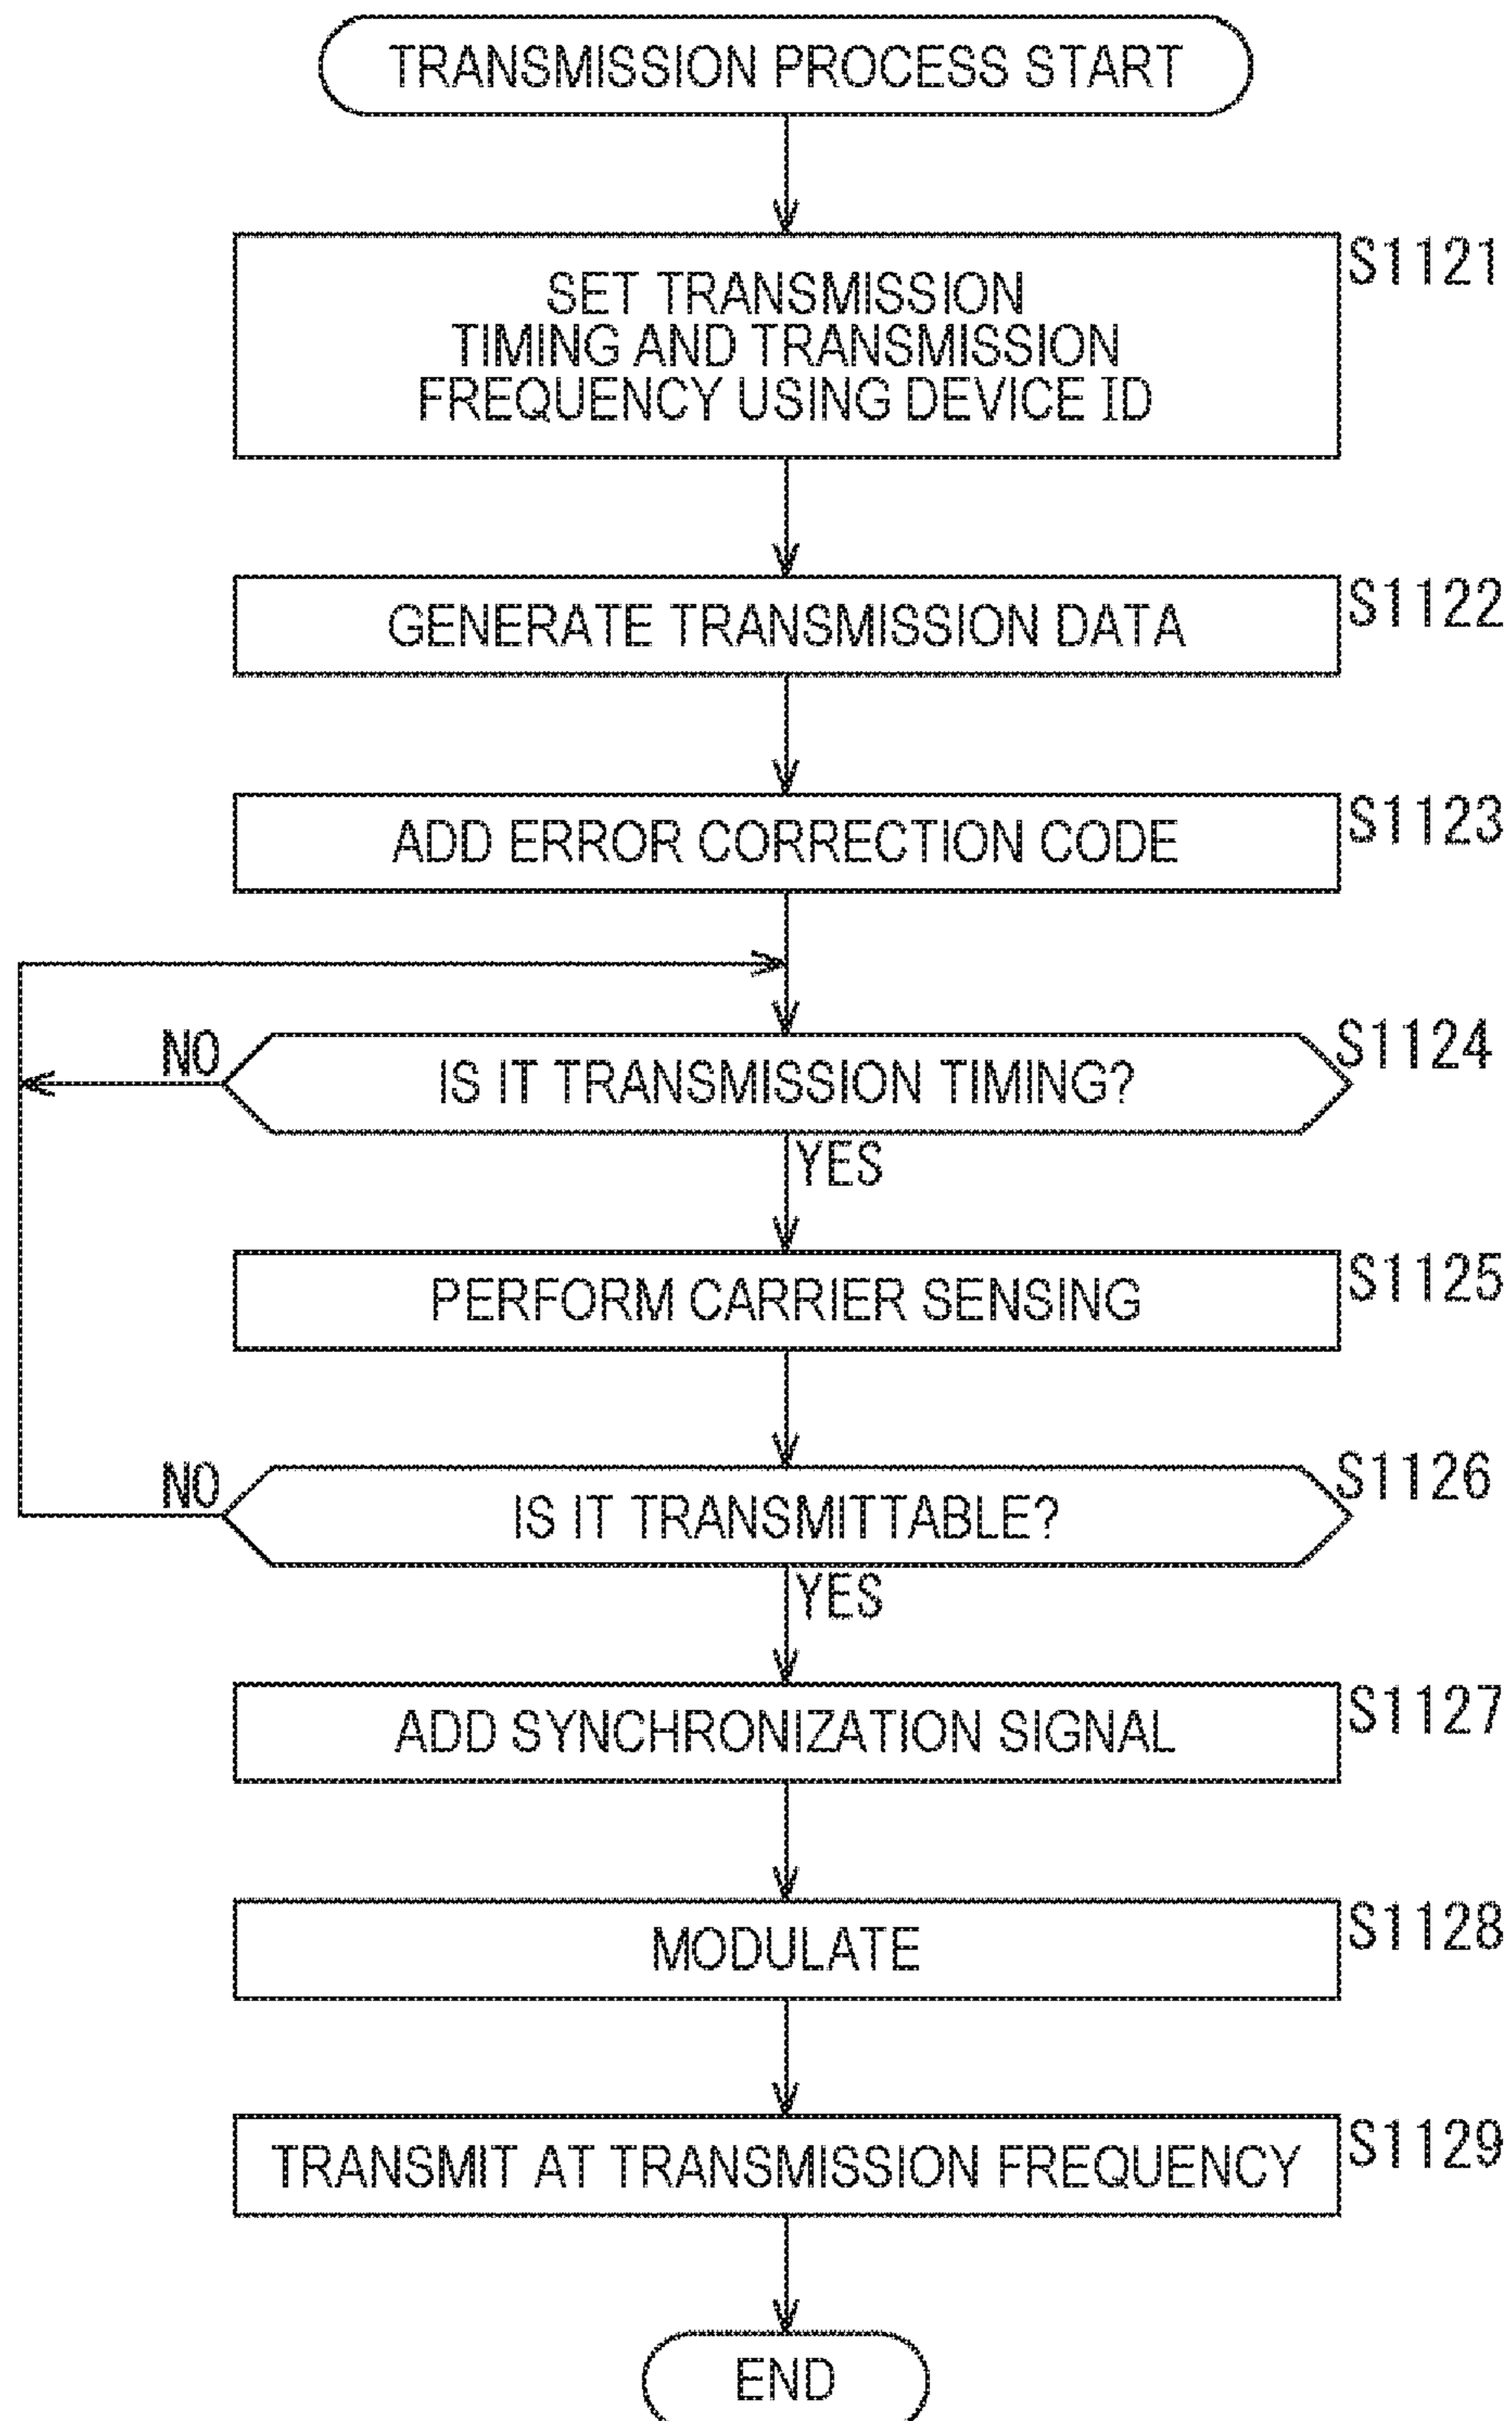 TRANSMISSION PROCESS START
S1121
SET TRANSMISSION
TIMING AND TRANSMISSION
FREQUENCY USING DEVICE ID
S1122
GENERATE TRANSMISSION DATA
S1123
ADD ERROR CORRECTION CODE
NO
S1124
IS IT TRANSMISSION TIMING?
YES
S1125
PERFORM CARRIER SENSING
NO
S1126
IS IT TRANSMITTABLE?
YES
S1127
ADD SYNCHRONIZATION SIGNAL
S1128
MODULATE
S1129
TRANSMIT AT TRANSMISSION FREQUENCY
END